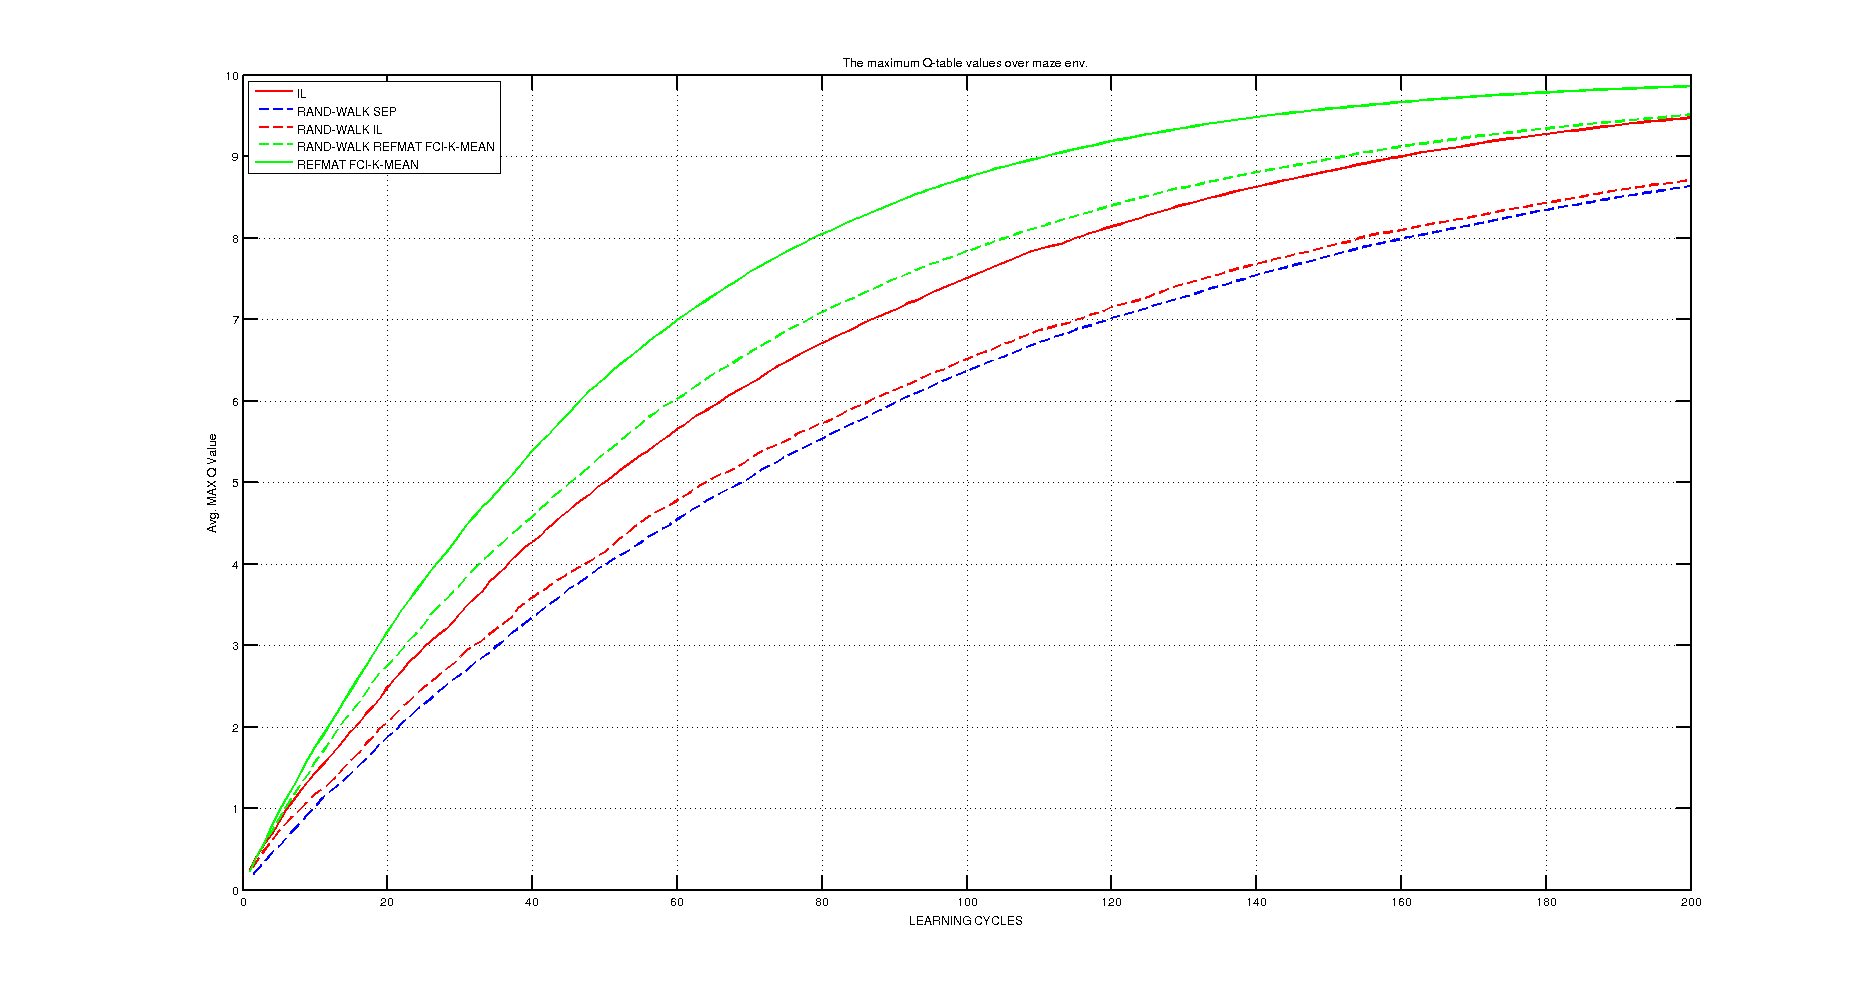 The maximum Q-table values over maze env.
10
IL
RAND-WALK SEP
RAND-WALK IL
RAND-WALK REFMAT FCI-K-MEAN
REFMAT FCI-K-MEAN
9
8
7
6
5
4
3
2
1
0
Avg. MAX Q Value
0 20 40 60 80 100 120 140 160 180 200
LEARNING CYCLES